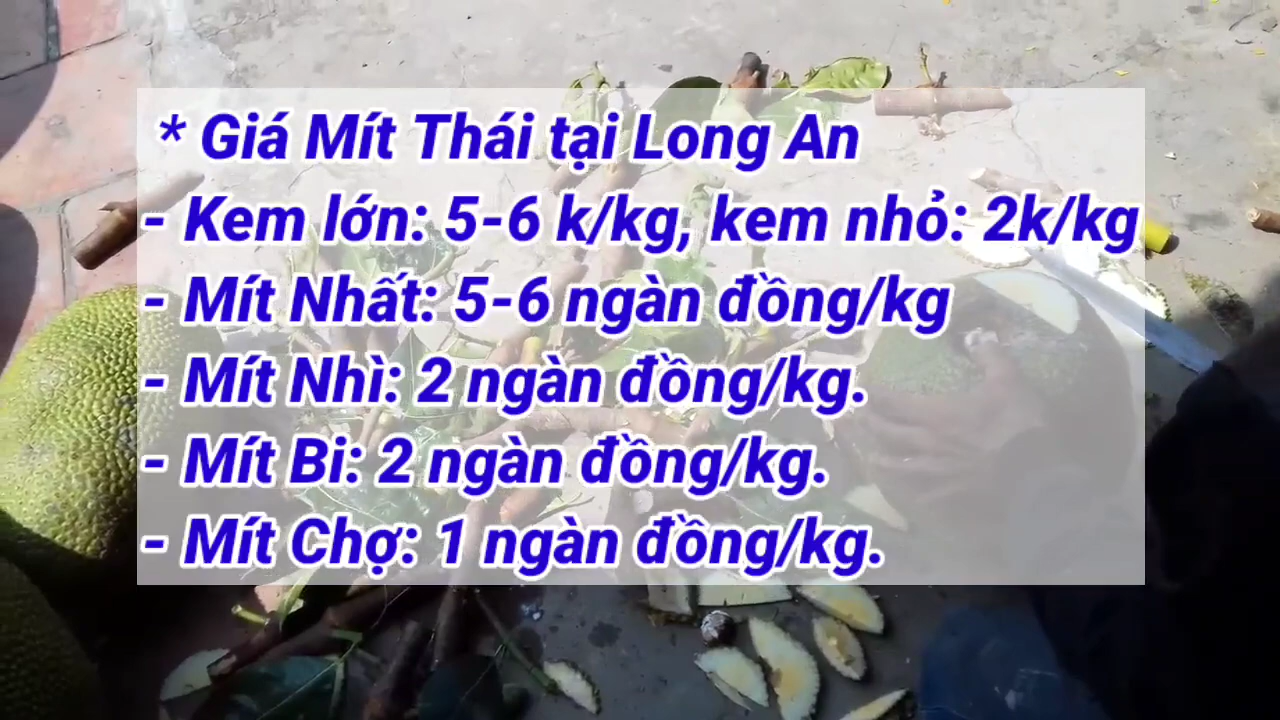 * Giá Mít Thái tại Long An
- Kem lớn: 5-6 k/kg, kem nhỏ: 2k/kg
- Mít Nhất: 5-6 ngàn đồng/kg
- Mít Nhì: 2 ngàn đồng/kg.
- Mít Bi: 2 ngàn đồng/kg.
- Mít Chợ: 1 ngàn đồng/kg.